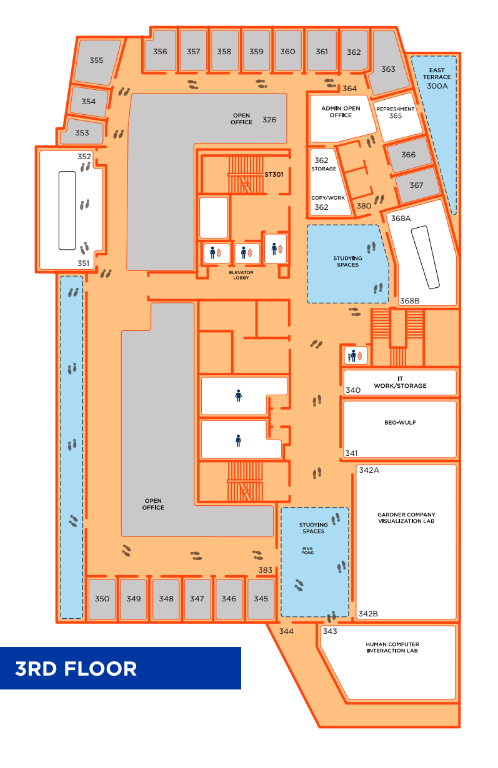 356
357
358
359
360
361
362
355
363
EAST
TERRACE
300A
364
354
ADMIN OPEN
OFFICE
REFRESHMENT
365
OPEN
OFFICE
326
353
352
366
362
STORAGE
ST301
367
COPY/WORK
362
380
368A
351
STUDYING
SPACES
ELEVATOR
LOBBY
368B
IT
WORK/STORAGE
340
BEO-WULF
341
342A
OPEN
OFFICE
GARDNER COMPANY
VISUALIZATION LAB
STUDYING
SPACES
PING
PONG
383
350
349
348
347
346
345
342B
344
343
HUMAN COMPUTER
INTERACTION LAB
3RD FLOOR